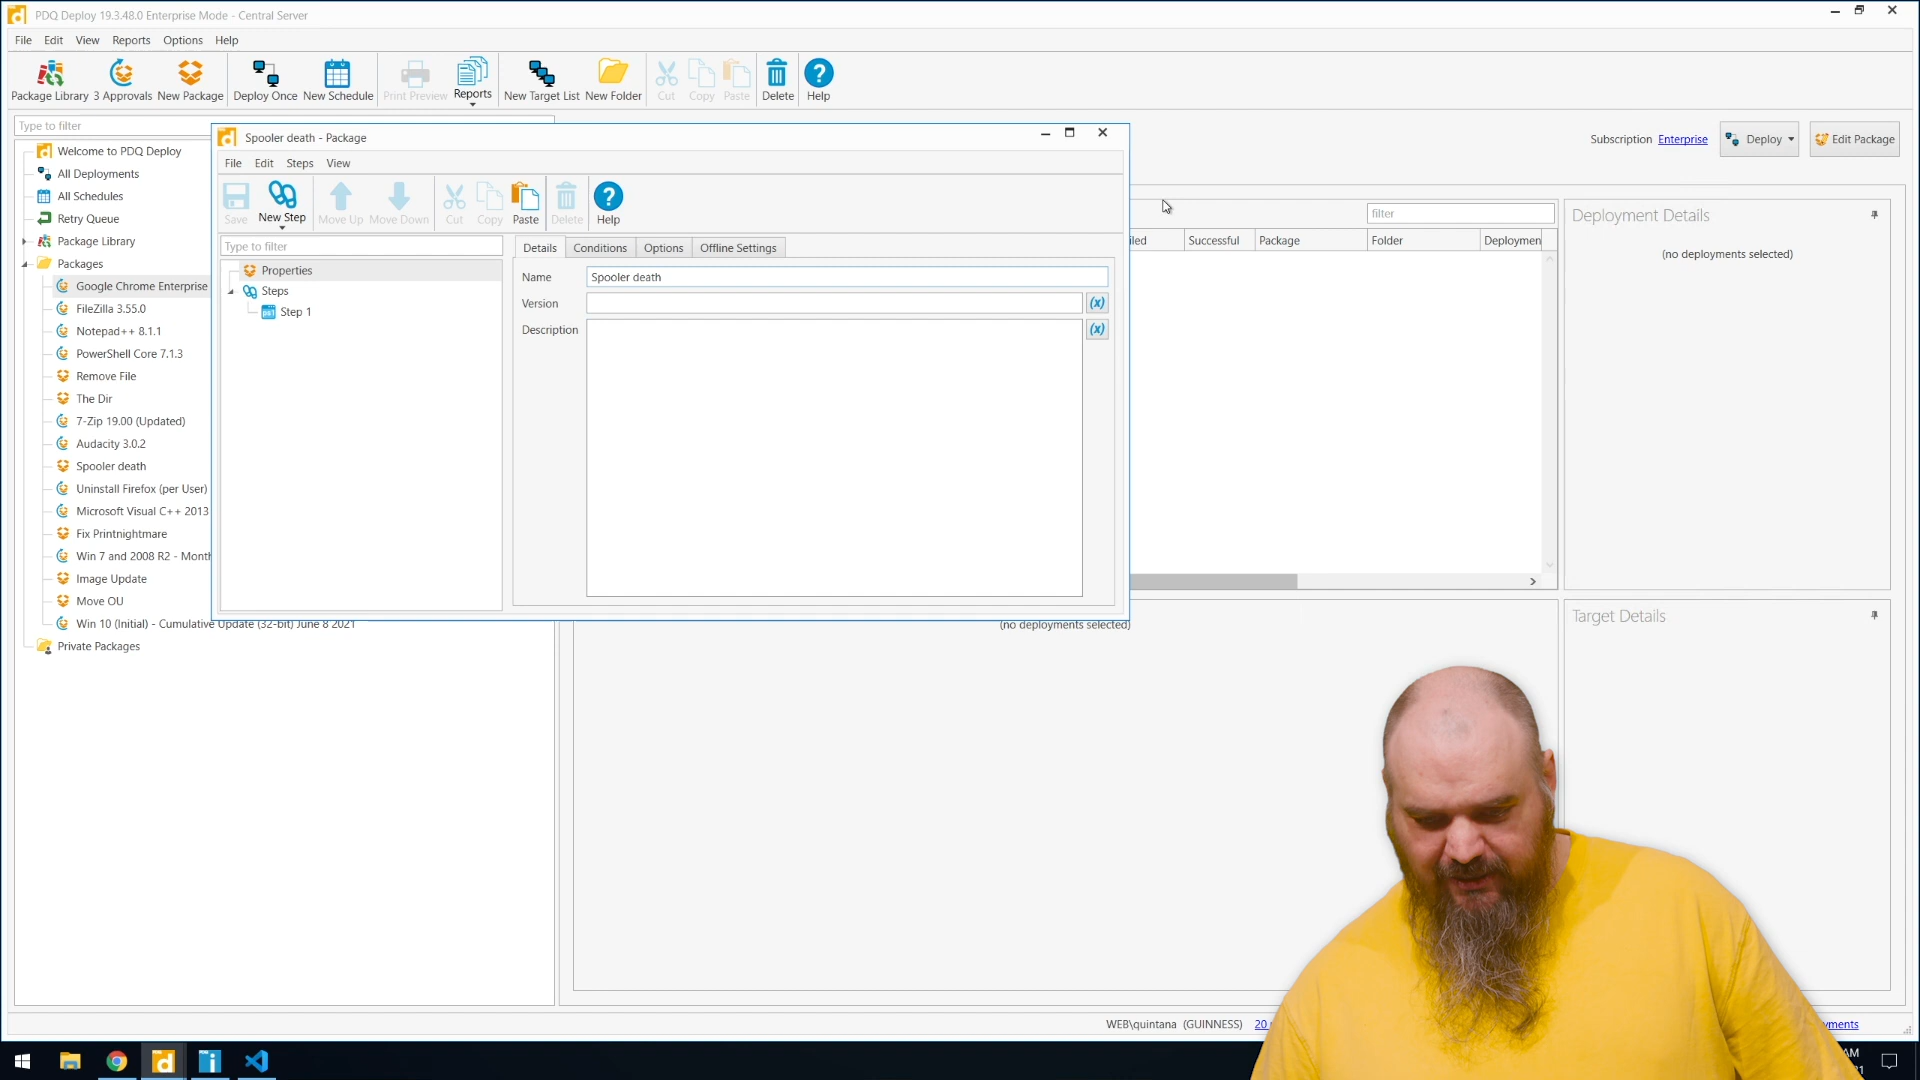 PDQ Deploy 19.3.48.0 Enterprise Mode - Central Server
File Edit View Reports Options Help
Package Library 3 Approvals New Package Deploy Once New Schedule Print Preview Reports New Target List New Folder Cut Copy Paste Delete Help
Type to filter
Welcome to PDQ Deploy
All Deployments
All Schedules
Retry Queue
Package Library
Packages
Google Chrome Enterprise
FileZilla 3.55.0
Notepad++ 8.1.1
PowerShell Core 7.1.3
Remove File
The Dir
7-Zip 19.00 (Updated)
Audacity 3.0.2
Spooler death
Uninstall Firefox (per User)
Microsoft Visual C++ 2013
Fix Printnightmare
Win 7 and 2008 R2 - Month
Image Update
Move OU
Win 10 (Initial) - Cumulative Update (32-bit) June 8 2021
Private Packages
Spooler death - Package
File Edit Steps View
Save New Step Move Up Move Down Cut Copy Paste Delete Help
Type to filter
Properties
Steps
Step 1
Details Conditions Options Offline Settings
Name Spooler death
Version (x)
Description (x)
Subscription Enterprise Deploy Edit Package
filter
iled Successful Package Folder Deploymen
Deployment Details
(no deployments selected)
(no deployments selected)
Target Details
WEB\quintana (GUINNESS) 20
yments
AM